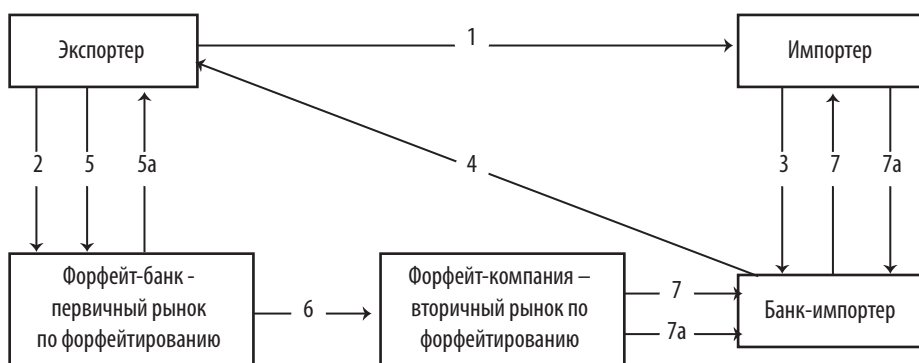 Экспортер
1
Импортер
2
5
5а
4
3
7
7а
Форфейт-банк -
первичный рынок
по форфейтированию
6
Форфейт-компания –
вторичный рынок по
форфейтированию
7
7а
Банк-импортер